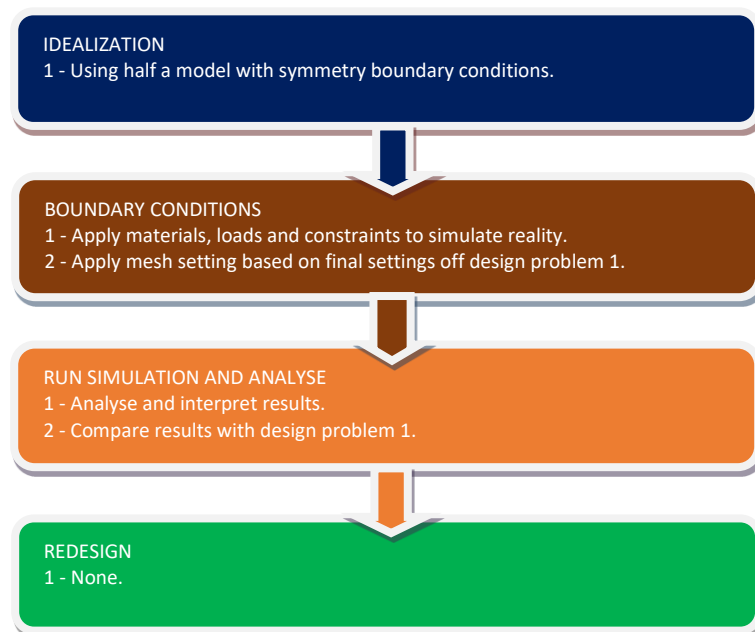 IDEALIZATION
1 - Using half a model with symmetry boundary conditions.
BOUNDARY CONDITIONS
1 - Apply materials, loads and constraints to simulate reality.
2 - Apply mesh setting based on final settings off design problem 1.
RUN SIMULATION AND ANALYSE
1 - Analyse and interpret results.
2 - Compare results with design problem 1.
REDESIGN
1 - None.